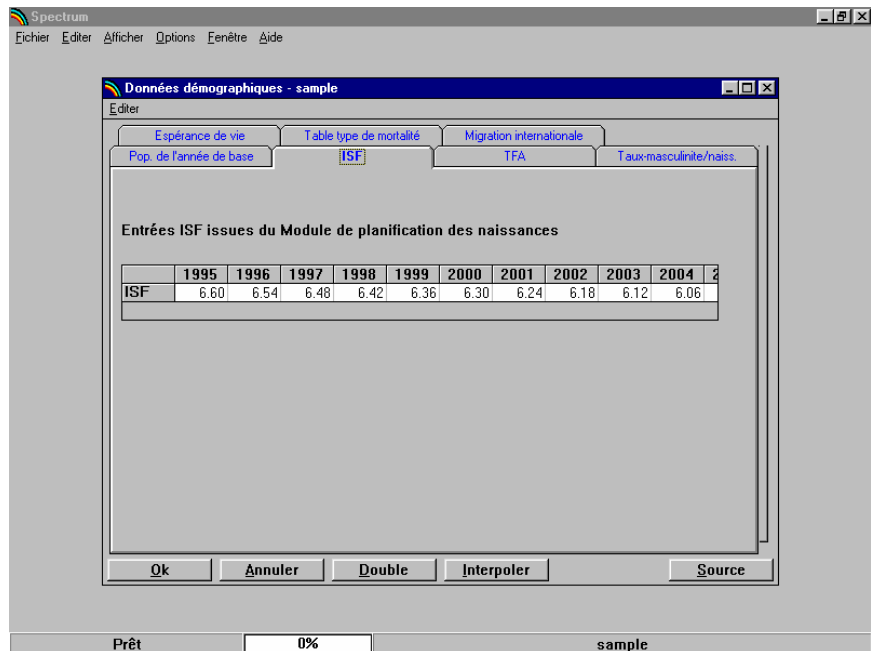 Spectrum
Fichier Editer Afficher Options Fenêtre Aide
Données démographiques - sample
Editer
Espérance de vie Table type de mortalité Migration internationale
Pop. de l'année de base ISF TFA Taux-masculinite/naiss.
Entrées ISF issues du Module de planification des naissances
1995 1996 1997 1998 1999 2000 2001 2002 2003 2004 2
ISF 6.60 6.54 6.48 6.42 6.36 6.30 6.24 6.18 6.12 6.06
Ok Annuler Double Interpoler Source
Prêt 0% sample